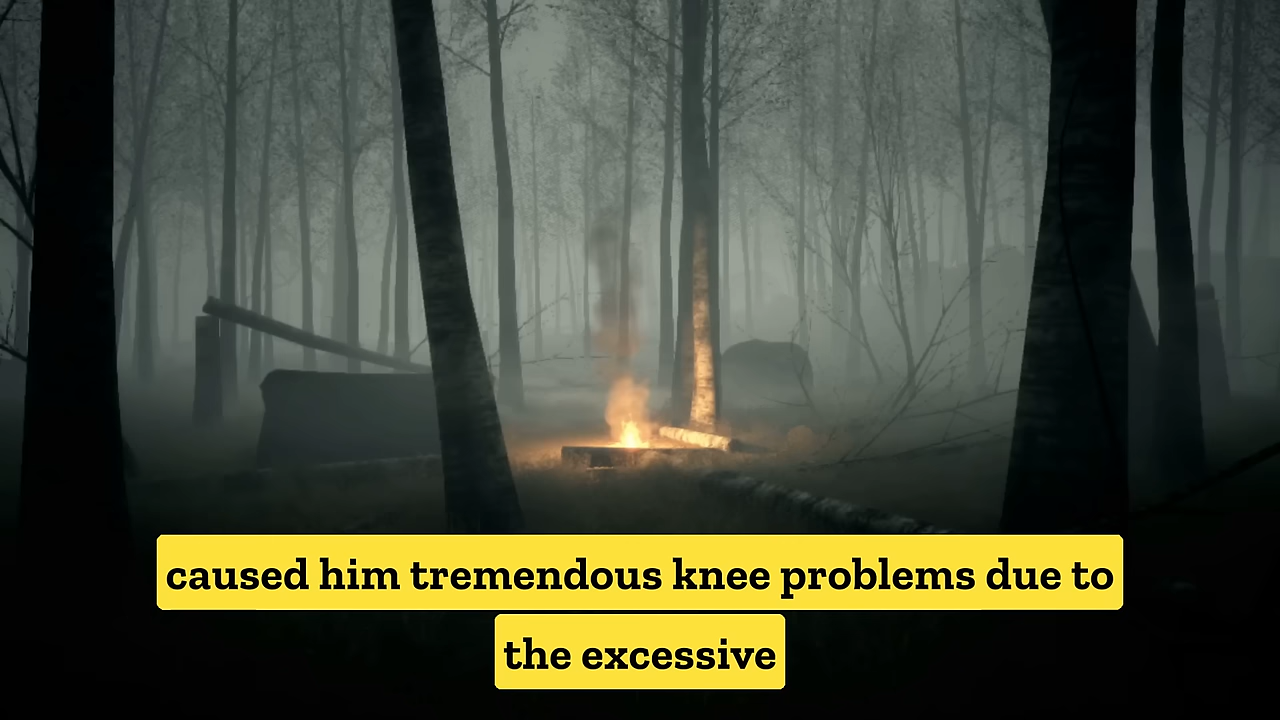 caused him tremendous knee problems due to
the excessive